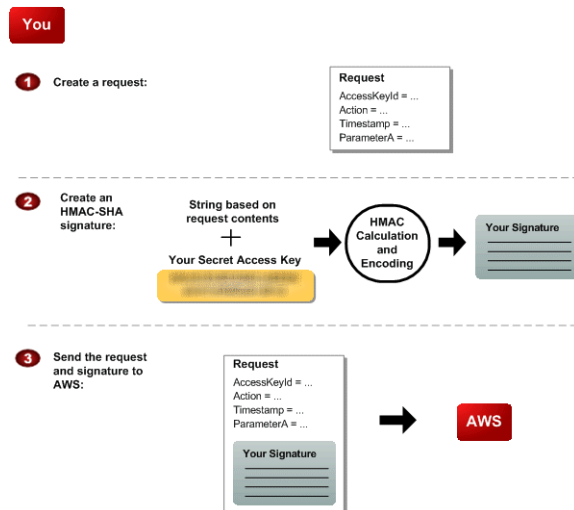 You
1
Create a request:
Request
AccessKeyId = ...
Action = ...
Timestamp = ...
ParameterA = ...
2
Create an
HMAC-SHA
signature:
String based on
request contents
+
Your Secret Access Key
HMAC
Calculation
and
Encoding
Your Signature
3
Send the request
and signature to
AWS:
Request
AccessKeyId = ...
Action = ...
Timestamp = ...
ParameterA = ...
Your Signature
AWS